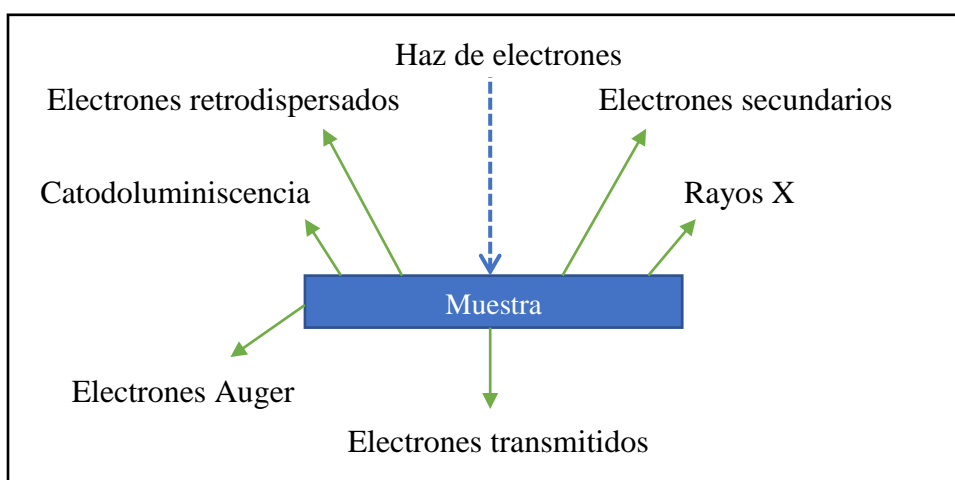 Haz de electrones
Electrones retrodispersados
Electrones secundarios
Catodoluminiscencia
Rayos X
Muestra
Electrones Auger
Electrones transmitidos